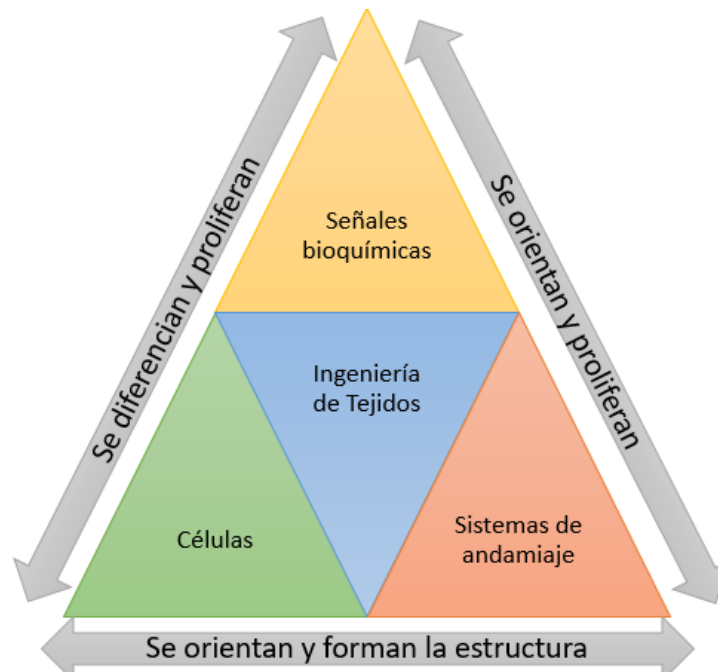 Señales
bioquímicas
Se diferencian y proliferan
Se orientan y proliferan
Ingeniería
de Tejidos
Células
Sistemas de
andamiaje
Se orientan y forman la estructura